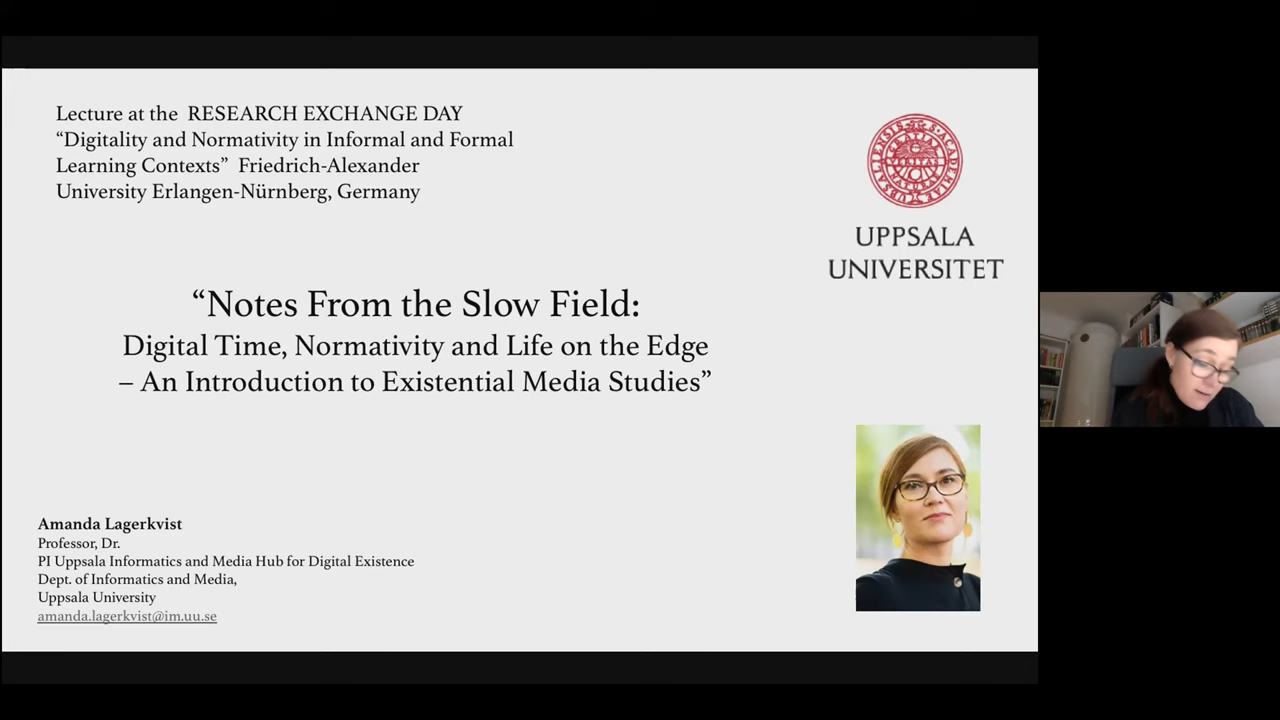 Lecture at the RESEARCH EXCHANGE DAY
“Digitality and Normativity in Informal and Formal
Learning Contexts” Friedrich-Alexander
University Erlangen-Nürnberg, Germany
UPPSALA
UNIVERSITET
“Notes From the Slow Field:
Digital Time, Normativity and Life on the Edge
– An Introduction to Existential Media Studies”
Amanda Lagerkvist
Professor, Dr.
PI Uppsala Informatics and Media Hub for Digital Existence
Dept. of Informatics and Media,
Uppsala University
amanda.lagerkvist@im.uu.se